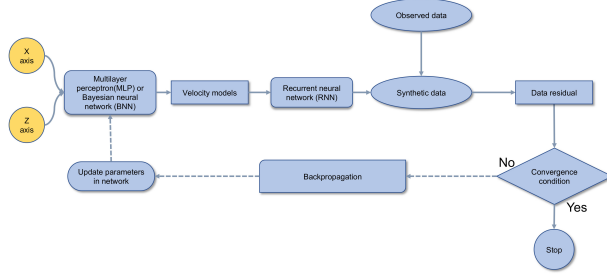 Observed data
X
axis
Z
axis
Multilayer
perceptron(MLP) or
Bayesian neural
network (BNN)
Velocity models
Recurrent neural
network (RNN)
Synthetic data
Data residual
No
Convergence
condition
Backpropagation
Update parameters
in network
Yes
Stop